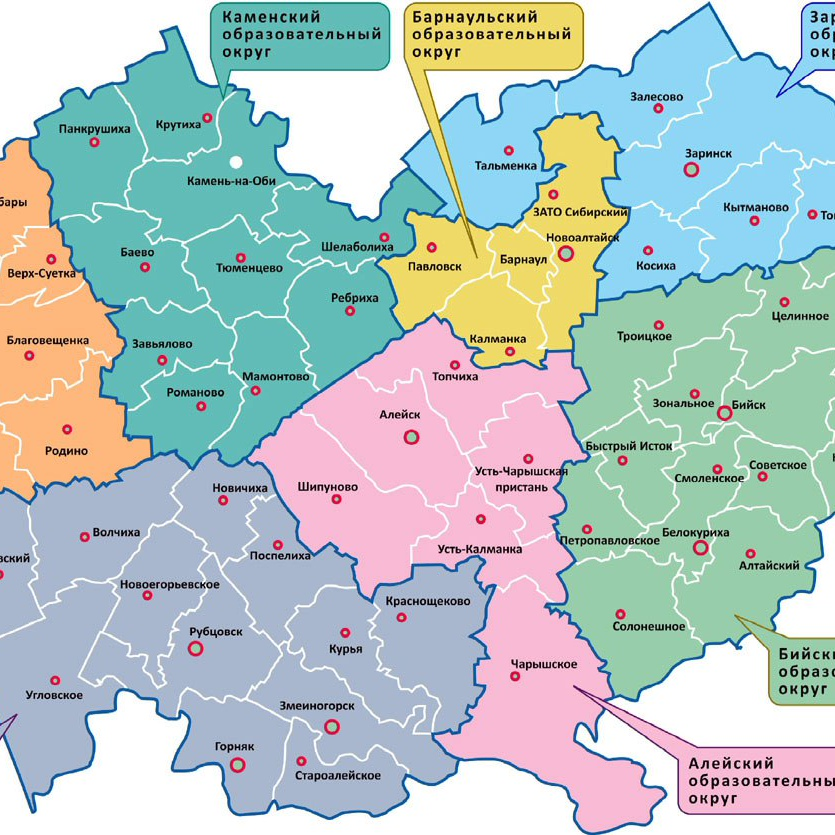 Каменский
образовательный
округ
Барнаульский
образовательный
округ
Залесово
Панкрушиха
Крутиха
Заринск
Тальменка
Камень-на-Оби
ЗАТО Сибирский
Кытманово
Шелаболиха
Новоалтайск
Баево
Барнаул
Косиха
Павловск
Тюменцево
Верх-Суетка
Ребриха
Целинное
Троицкое
Калманка
Благовещенка
Завьялово
Топчиха
Мамонтово
Романово
Зональное
Бийск
Алейск
Родино
Быстрый Исток
Советское
Усть-Чарышская
пристань
Смоленское
Новичиха
Шипуново
Волчиха
Белокуриха
Петропавловское
Усть-Калманка
Поспелиха
Алтайский
Новоегорьевское
Краснощеково
Солонешное
Рубцовск
Курья
Чарышское
Угловское
округ
Змеиногорск
Горняк
Староалейское
Алейский
образовательны
округ